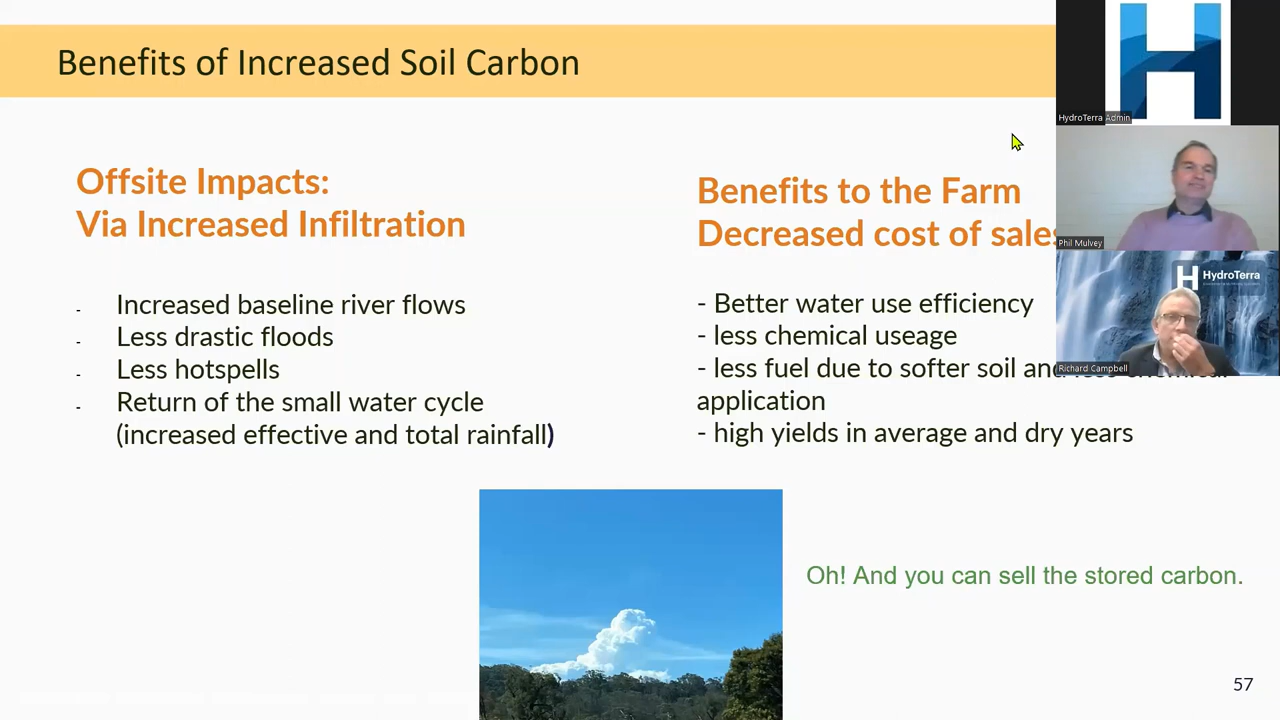 Benefits of Increased Soil Carbon
Offsite Impacts:
Via Increased Infiltration
- Increased baseline river flows
- Less drastic floods
- Less hotspells
- Return of the small water cycle
(increased effective and total rainfall)
Benefits to the Farm
Decreased cost of sales
- Better water use efficiency
- less chemical useage
- less fuel due to softer soil and
application
- high yields in average and dry years
Oh! And you can sell the stored carbon.
57
H
HydroTerra Admin
Phil Mulvey
HydroTerra
Richard Campbell